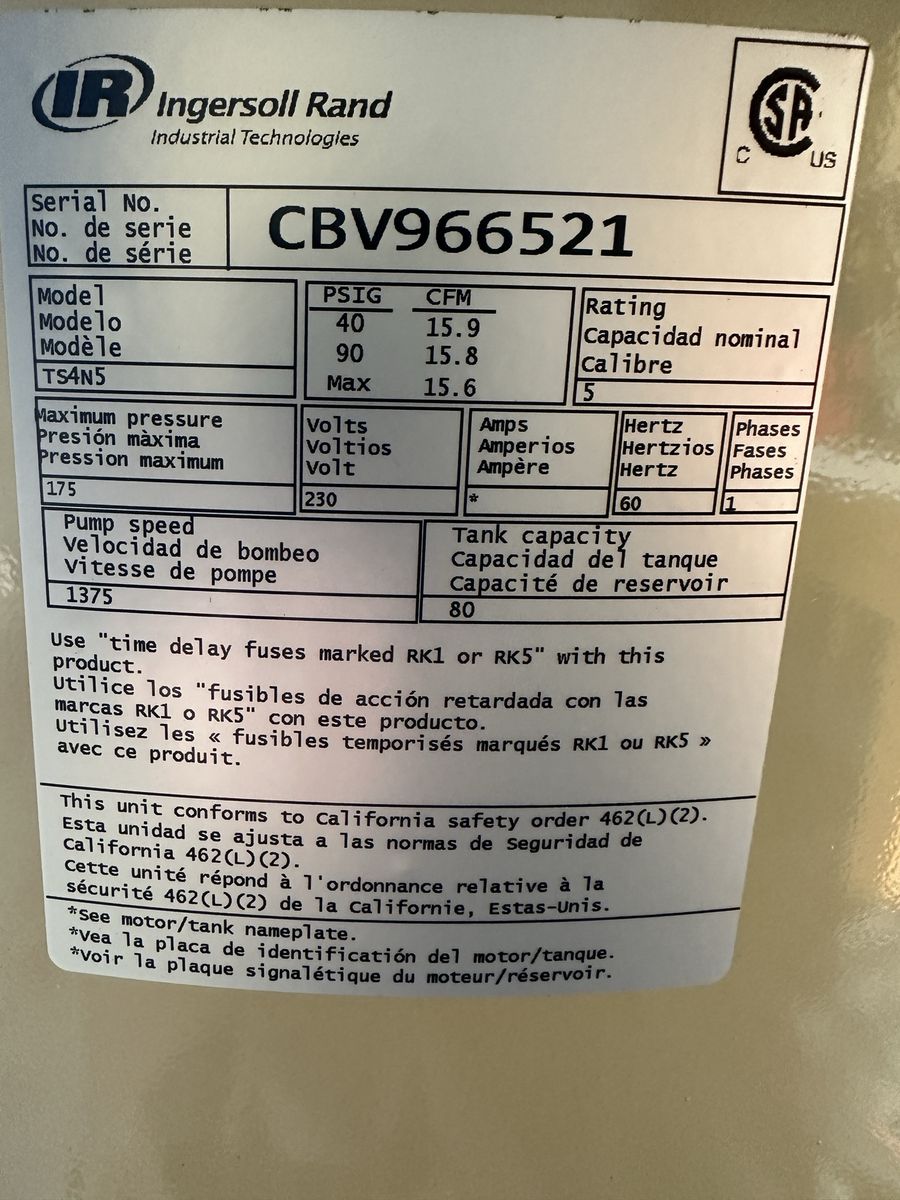 IR Ingersoll Rand
Industrial Technologies
CSA
C US
Serial No.
No. de serie
No. de série
CBV966521
Model
Modelo
Modèle
TS4N5
PSIG CFM
40 15.9
90 15.8
Max 15.6
Rating
Capacidad nominal
Calibre
5
Maximum pressure
Presión màxima
Pression maximum
175
Volts
Voltios
Volt
230
Amps
Amperios
Ampère
*
Hertz
Hertzios
Hertz
60
Phases
Fases
Phases
1
Pump speed
Velocidad de bombeo
Vitesse de pompe
1375
Tank capacity
Capacidad del tanque
Capacité de reservoir
80
Use "time delay fuses marked RK1 or RK5" with this
product.
Utilice los "fusibles de acción retardada con las
marcas RK1 o RK5" con este producto.
Utilisez les « fusibles temporisés marqués RK1 ou RK5 »
avec ce produit.
This unit conforms to California safety order 462(L)(2).
Esta unidad se ajusta a las normas de Seguridad de
California 462(L)(2).
Cette unité répond à l'ordonnance relative à la
sécurité 462(L)(2) de la Californie, Estas-Unis.
*See motor/tank nameplate.
*Vea la placa de identificatión del motor/tanque.
*Voir la plaque signalétique du moteur/réservoir.